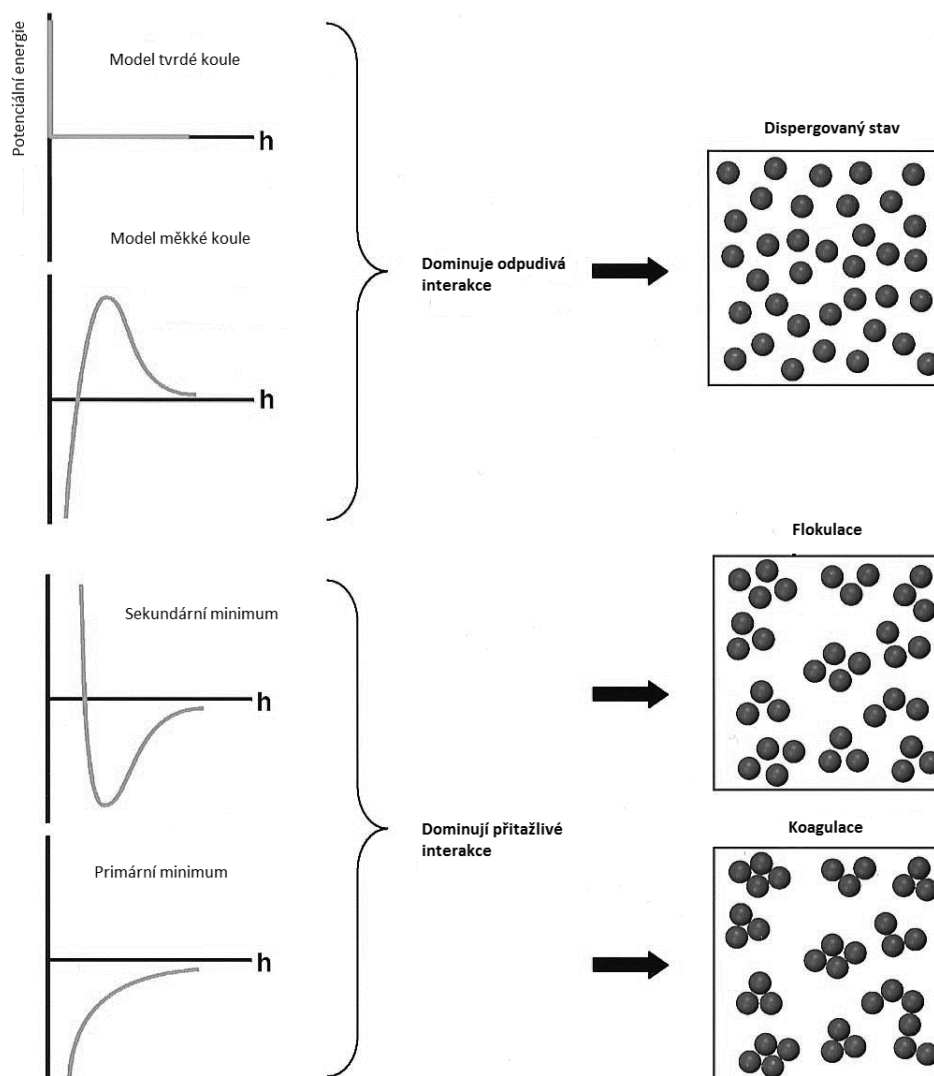 Potenciální energie
Model tvrdé koule
h
Model měkké koule
h
Dominuje odpudivá
interakce
Dispergovaný stav
Sekundární minimum
h
Primární minimum
h
Dominují přitažlivé
interakce
Flokulace
Koagulace